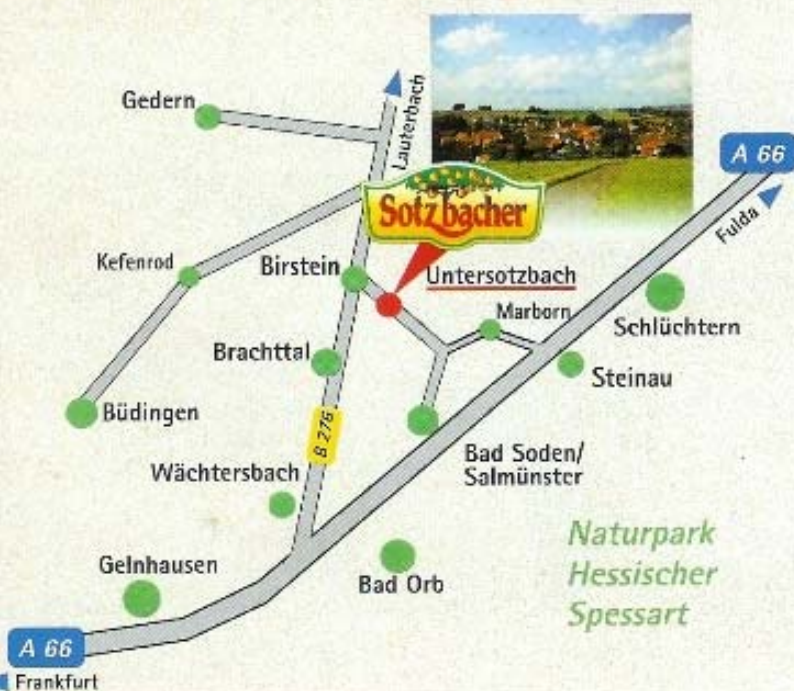 Gedern
Lauterbach
A 66
Fulda
Sotzbacher
Kefenrod
Birstein
Untersotzbach
Marborn
Schlüchtern
Brachttal
Steinau
Büdingen
B 276
Bad Soden/
Salmünster
Wächtersbach
Naturpark
Hessischer
Spessart
Gelnhausen
Bad Orb
A 66
Frankfurt